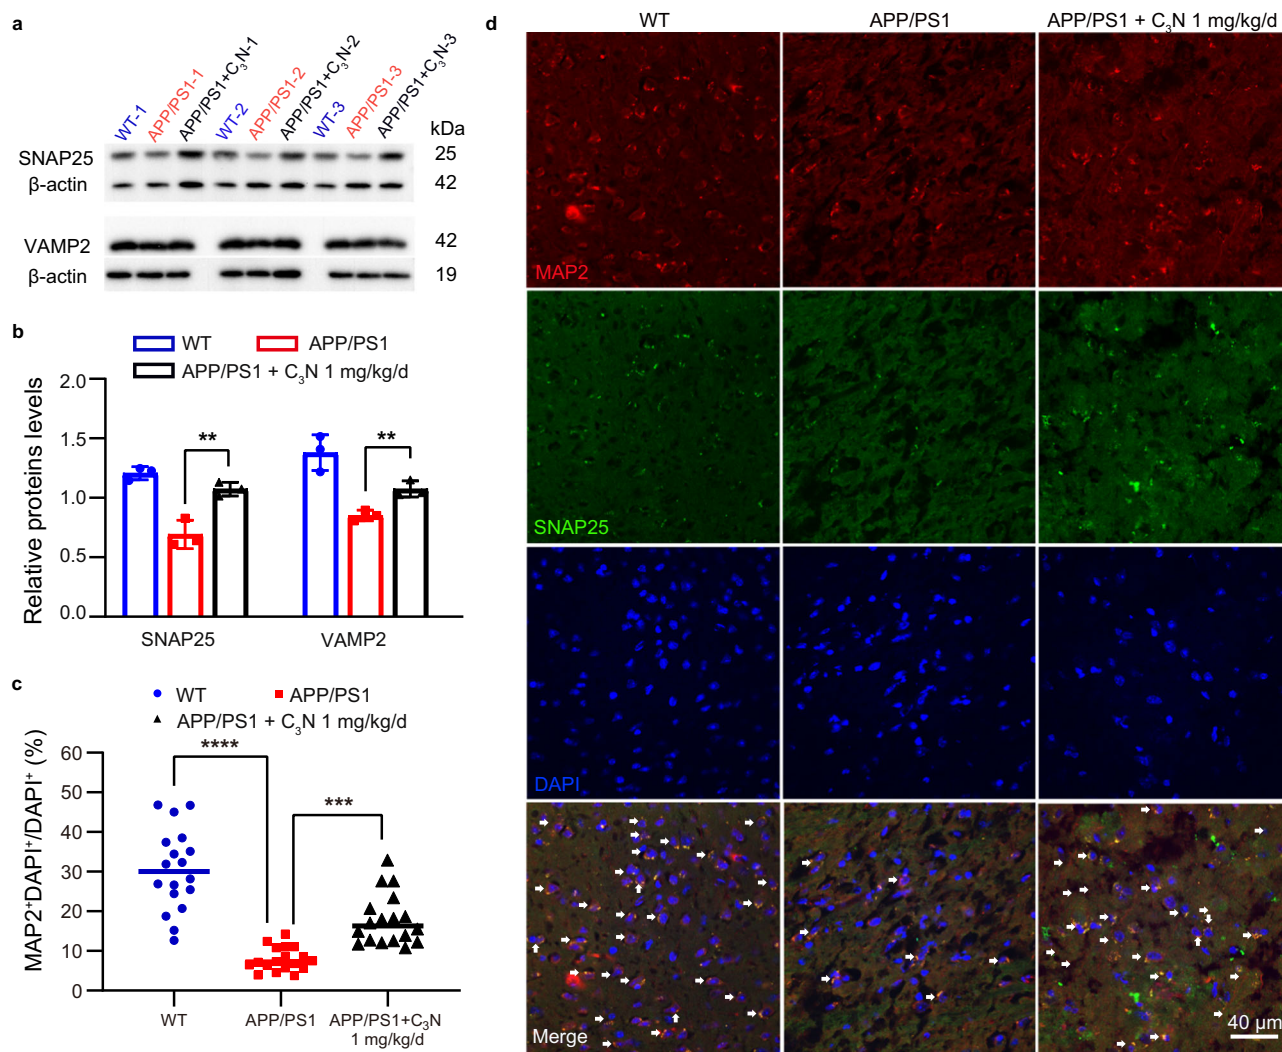 a
WT-1
APP/PS1-1
APP/PS1+C₃N-1
WT-2
APP/PS1-2
APP/PS1+C₃N-2
WT-3
APP/PS1-3
APP/PS1+C₃N-3
kDa
SNAP25 25
β-actin 42
VAMP2 42
β-actin 19
b
WT APP/PS1
APP/PS1 + C₃N 1 mg/kg/d
Relative proteins levels
2.0
1.5
1.0
0.5
0.0
** **
SNAP25 VAMP2
c
WT APP/PS1
APP/PS1 + C₃N 1 mg/kg/d
MAP2⁺DAPI⁺/DAPI⁺ (%)
60
50
40
30
20
10
0
****
***
WT APP/PS1 APP/PS1+C₃N
1 mg/kg/d
d
WT APP/PS1 APP/PS1 + C₃N 1 mg/kg/d
MAP2
SNAP25
DAPI
Merge
40 μm